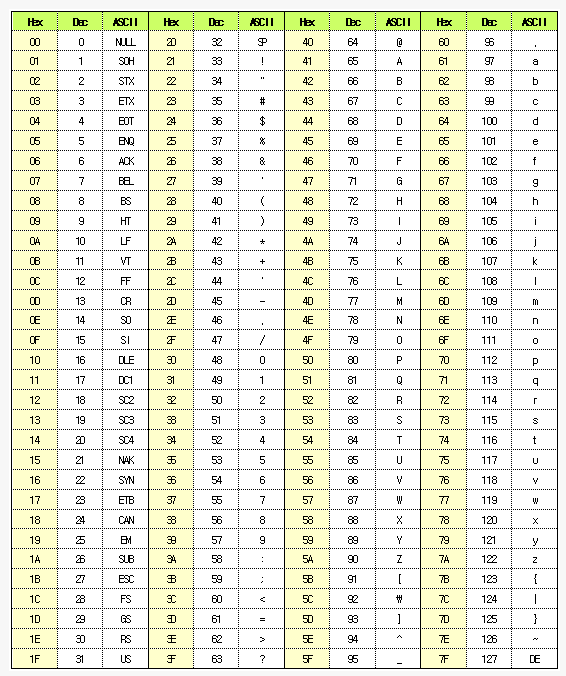 Hex Dec ASCII Hex Dec ASCII Hex Dec ASCII Hex Dec ASCII
00 0 NULL 20 32 SP 40 64 @ 60 96 .
01 1 SOH 21 33 ! 41 65 A 61 97 a
02 2 STX 22 34 " 42 66 B 62 98 b
03 3 ETX 23 35 # 43 67 C 63 99 c
04 4 EOT 24 36 $ 44 68 D 64 100 d
05 5 ENQ 25 37 % 45 69 E 65 101 e
06 6 ACK 26 38 & 46 70 F 66 102 f
07 7 BEL 27 39 ' 47 71 G 67 103 g
08 8 BS 28 40 ( 48 72 H 68 104 h
09 9 HT 29 41 ) 49 73 I 69 105 i
0A 10 LF 2A 42 * 4A 74 J 6A 106 j
0B 11 VT 2B 43 + 4B 75 K 6B 107 k
0C 12 FF 2C 44 ' 4C 76 L 6C 108 l
0D 13 CR 2D 45 - 4D 77 M 6D 109 m
0E 14 SO 2E 46 . 4E 78 N 6E 110 n
0F 15 SI 2F 47 / 4F 79 O 6F 111 o
10 16 DLE 30 48 0 50 80 P 70 112 p
11 17 DC1 31 49 1 51 81 Q 71 113 q
12 18 SC2 32 50 2 52 82 R 72 114 r
13 19 SC3 33 51 3 53 83 S 73 115 s
14 20 SC4 34 52 4 54 84 T 74 116 t
15 21 NAK 35 53 5 55 85 U 75 117 u
16 22 SYN 36 54 6 56 86 V 76 118 v
17 23 ETB 37 55 7 57 87 W 77 119 w
18 24 CAN 38 56 8 58 88 X 78 120 x
19 25 EM 39 57 9 59 89 Y 79 121 y
1A 26 SUB 3A 58 : 5A 90 Z 7A 122 z
1B 27 ESC 3B 59 ; 5B 91 [ 7B 123 {
1C 28 FS 3C 60 < 5C 92 ₩ 7C 124 |
1D 29 GS 3D 61 = 5D 93 ] 7D 125 }
1E 30 RS 3E 62 > 5E 94 ^ 7E 126 ~
1F 31 US 3F 63 ? 5F 95 _ 7F 127 DE